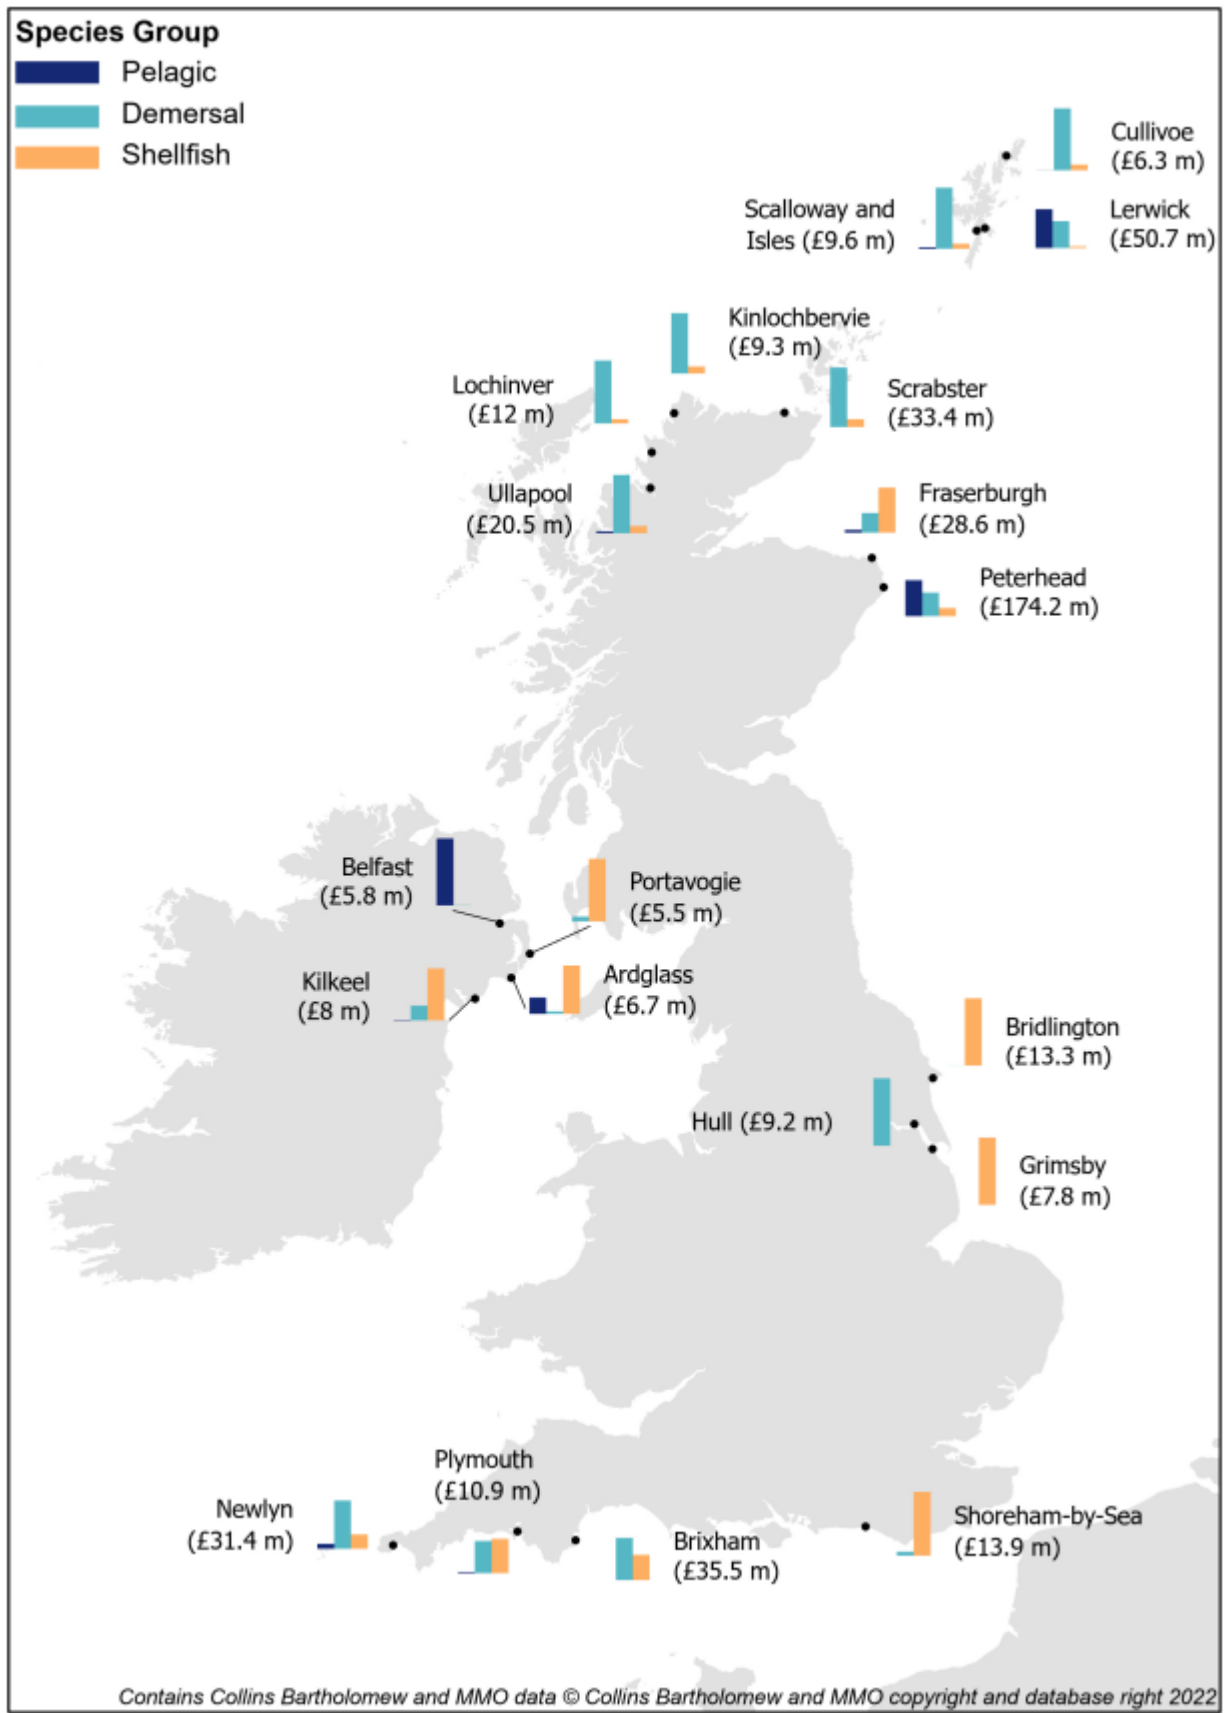 Species Group
Pelagic
Demersal
Shellfish
Cullivoe
(£6.3 m)
Scalloway and
Isles (£9.6 m)
Lerwick
(£50.7 m)
Kinlochbervie
(£9.3 m)
Lochinver
(£12 m)
Scrabster
(£33.4 m)
Ullapool
(£20.5 m)
Fraserburgh
(£28.6 m)
Peterhead
(£174.2 m)
Belfast
(£5.8 m)
Portavogie
(£5.5 m)
Kilkeel
(£8 m)
Ardglass
(£6.7 m)
Bridlington
(£13.3 m)
Hull (£9.2 m)
Grimsby
(£7.8 m)
Plymouth
(£10.9 m)
Newlyn
(£31.4 m)
Brixham
(£35.5 m)
Shoreham-by-Sea
(£13.9 m)
Contains Collins Bartholomew and MMO data © Collins Bartholomew and MMO copyright and database right 2022